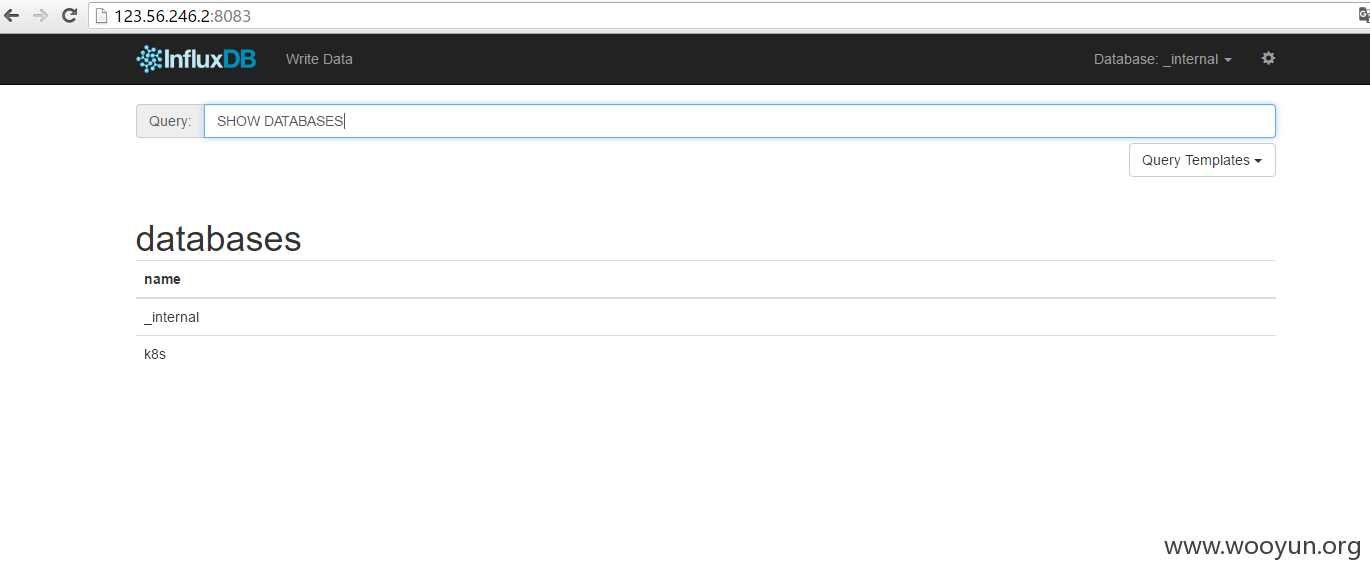 123.56.246.2:8083
InfluxDB Write Data Database: _internal
Query: SHOW DATABASES
Query Templates
databases
name
_internal
k8s
www.wooyun.org